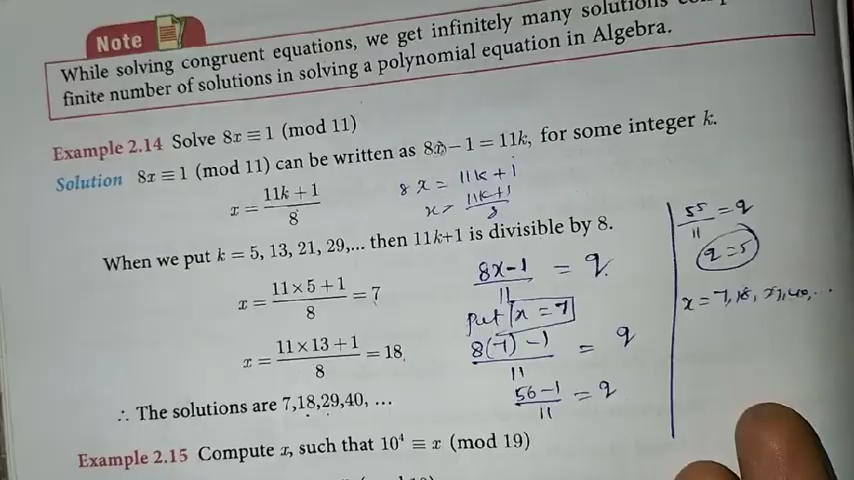 Note
While solving congruent equations, we get infinitely many solutions
finite number of solutions in solving a polynomial equation in Algebra.
Example 2.14 Solve 8x ≡ 1 (mod 11)
Solution 8x ≡ 1 (mod 11) can be written as 8x − 1 = 11k, for some integer k.
x = (11k + 1)/8
8x = 11k + 1
x = (11k+1)/8
When we put k = 5, 13, 21, 29,... then 11k+1 is divisible by 8.
x = (11 × 5 + 1)/8 = 7
x = (11 × 13 + 1)/8 = 18
∴ The solutions are 7,18,29,40, ...
(8x-1)/11 = q
put x = 7
(8(7) - 1)/11 = q
(56-1)/11 = q
55/11 = q
q = 5
x = 7, 18, 29, 40, ...
Example 2.15 Compute x, such that 10⁴ ≡ x (mod 19)